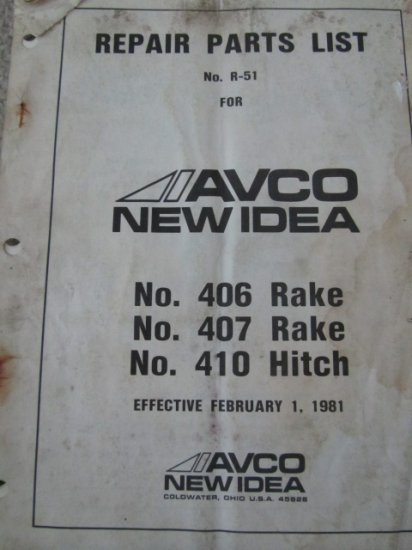 REPAIR PARTS LIST
No. R-51
FOR
AVCO
NEW IDEA
No. 406 Rake
No. 407 Rake
No. 410 Hitch
EFFECTIVE FEBRUARY 1, 1981
AVCO
NEW IDEA
COLDWATER, OHIO U.S.A. 45828